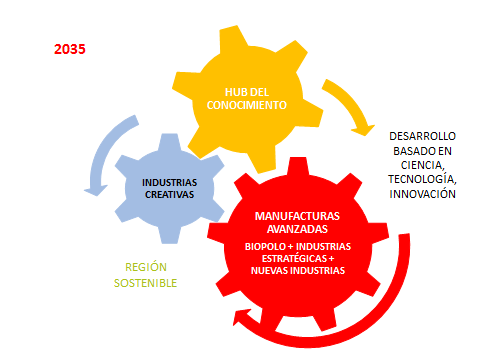 2035
HUB DEL
CONOCIMIENTO
DESARROLLO
BASADO EN
CIENCIA,
TECNOLOGÍA,
INNOVACIÓN
INDUSTRIAS
CREATIVAS
MANUFACTURAS
AVANZADAS
BIOPOLO + INDUSTRIAS
ESTRATÉGICAS +
NUEVAS INDUSTRIAS
REGIÓN
SOSTENIBLE